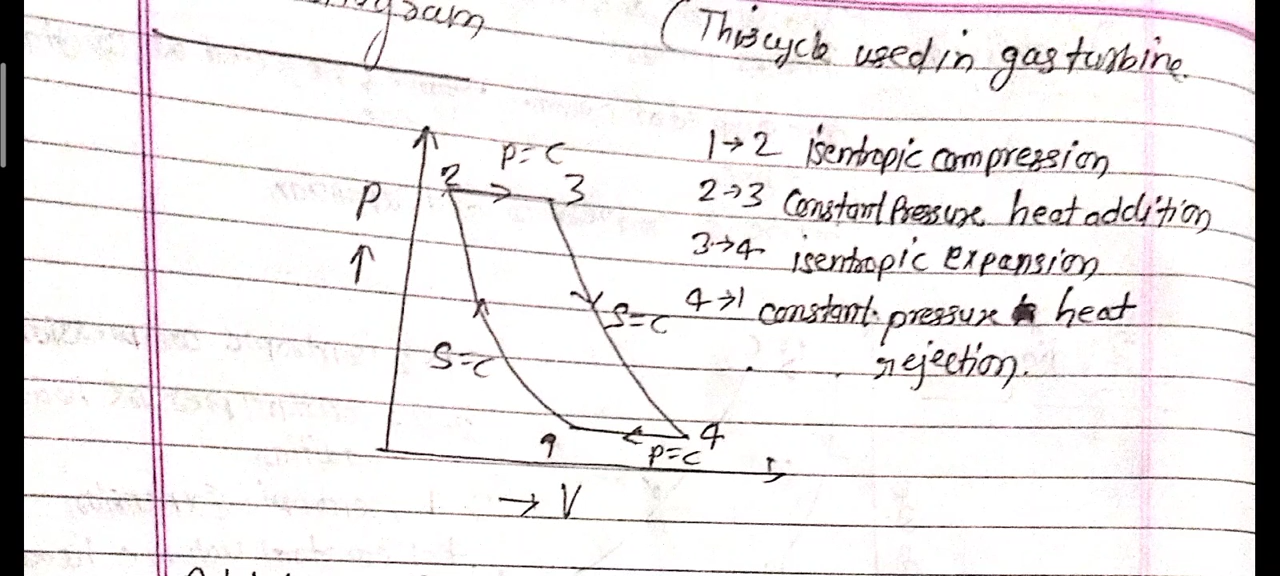 (This cycle used in gas turbine.
P=C
2
3
P
↑
S=C
S=C
1
4
P=C
→ V
1→2 isentropic compression
2→3 Constant Pressure heat addition
3→4 isentropic expansion
4→1 constant pressure heat
rejection.